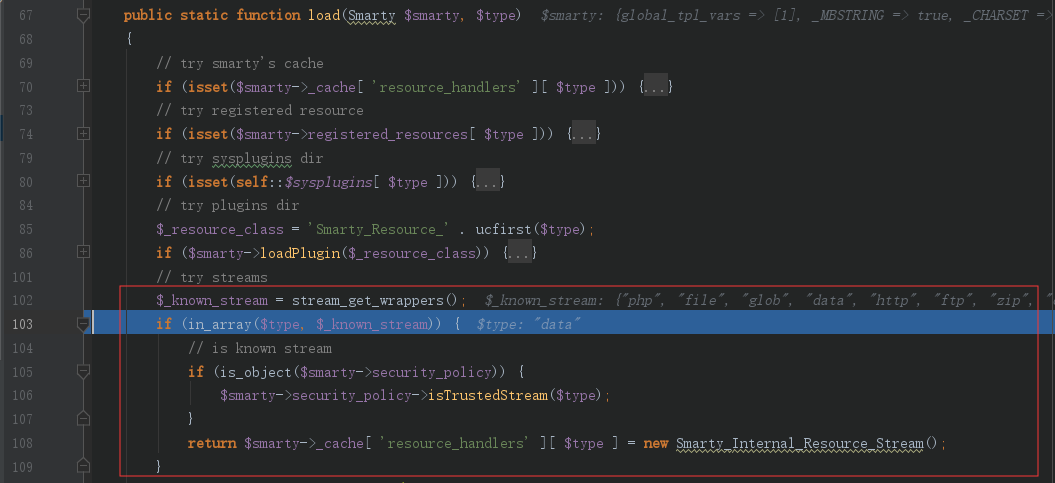 67 public static function load(Smarty $smarty, $type) $smarty: {global_tpl_vars => [1], _MBSTRING => true, _CHARSET =>
68 {
69 // try smarty's cache
70 if (isset($smarty->_cache[ 'resource_handlers' ][ $type ])) {...}
73 // try registered resource
74 if (isset($smarty->registered_resources[ $type ])) {...}
79 // try sysplugins dir
80 if (isset(self::$sysplugins[ $type ])) {...}
84 // try plugins dir
85 $_resource_class = 'Smarty_Resource_' . ucfirst($type);
86 if ($smarty->loadPlugin($_resource_class)) {...}
101 // try streams
102 $_known_stream = stream_get_wrappers(); $_known_stream: {"php", "file", "glob", "data", "http", "ftp", "zip", "
103 if (in_array($type, $_known_stream)) { $type: "data"
104 // is known stream
105 if (is_object($smarty->security_policy)) {
106 $smarty->security_policy->isTrustedStream($type);
107 }
108 return $smarty->_cache[ 'resource_handlers' ][ $type ] = new Smarty_Internal_Resource_Stream();
109 }